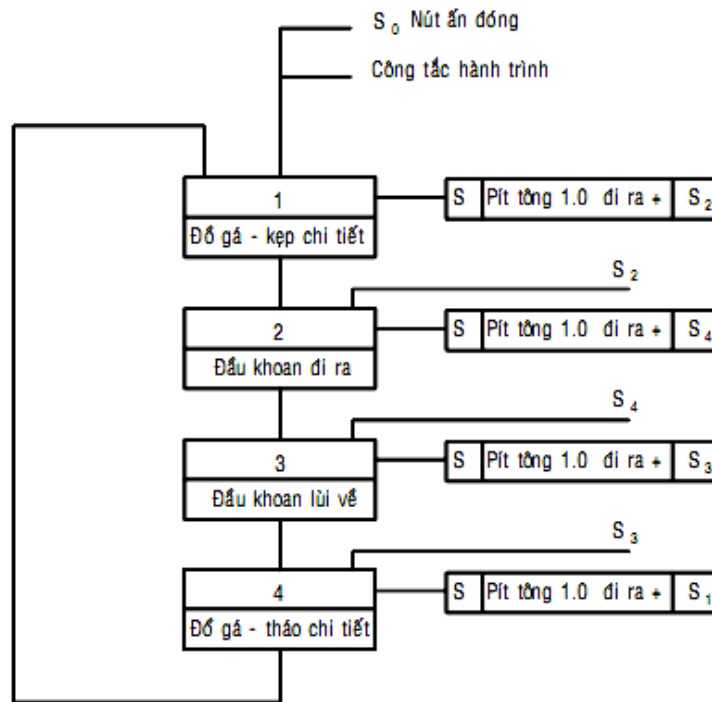 S₀ Nút ấn đóng
Công tắc hành trình
1
Đồ gá - kẹp chi tiết
S Pít tông 1.0 đi ra + S₂
S₂
2
Đầu khoan đi ra
S Pít tông 1.0 đi ra + S₄
S₄
3
Đầu khoan lùi về
S Pít tông 1.0 đi ra + S₃
S₃
4
Đồ gá - tháo chi tiết
S Pít tông 1.0 đi ra + S₁